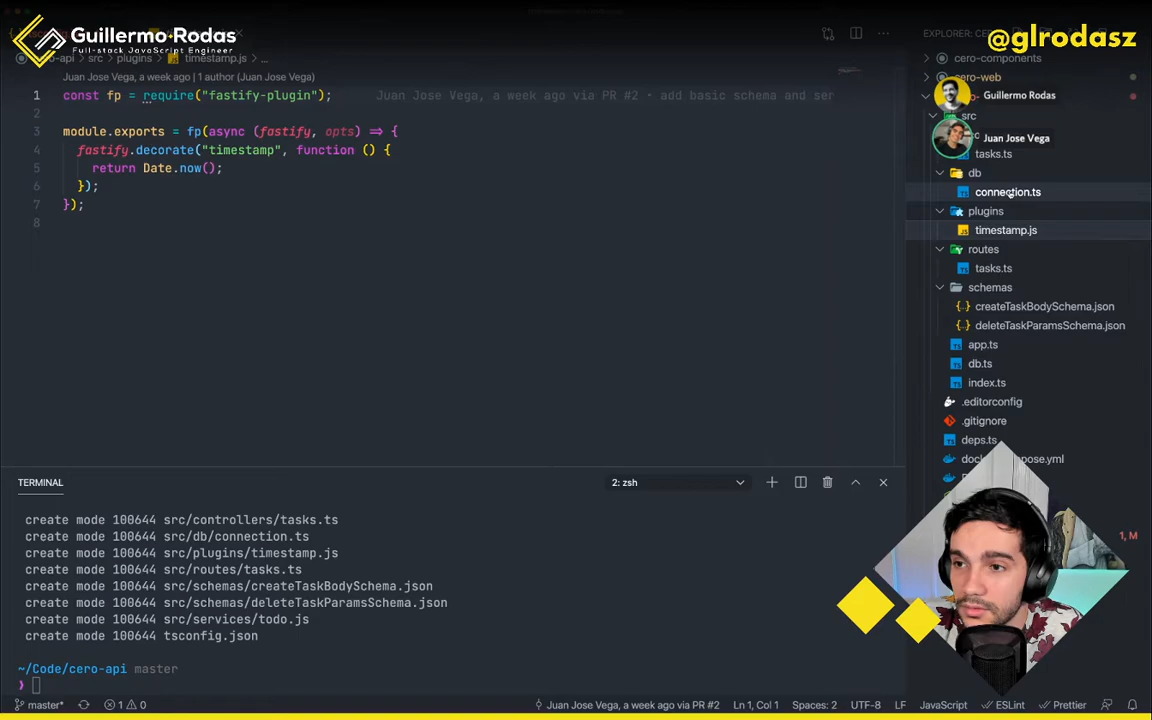 Guillermo Rodas
Full-stack JavaScript Engineer
@glrodasz
-api > src > plugins > timestamp.js > ...
Juan Jose Vega, a week ago | 1 author (Juan Jose Vega)
1 const fp = require("fastify-plugin"); Juan Jose Vega, a week ago via PR #2 • add basic schema and ser
2
3 module.exports = fp(async (fastify, opts) => {
4 fastify.decorate("timestamp", function () {
5 return Date.now();
6 });
7 });
8
cero-components
cero-web
Guillermo Rodas
src
Juan Jose Vega
tasks.ts
db
connection.ts
plugins
timestamp.js
routes
tasks.ts
schemas
createTaskBodySchema.json
deleteTaskParamsSchema.json
app.ts
db.ts
index.ts
.editorconfig
.gitignore
deps.ts
1, M
TERMINAL
2: zsh
create mode 100644 src/controllers/tasks.ts
create mode 100644 src/db/connection.ts
create mode 100644 src/plugins/timestamp.js
create mode 100644 src/routes/tasks.ts
create mode 100644 src/schemas/createTaskBodySchema.json
create mode 100644 src/schemas/deleteTaskParamsSchema.json
create mode 100644 src/services/todo.js
create mode 100644 tsconfig.json
~/Code/cero-api master
❯
master* 1 0 Juan Jose Vega, a week ago via PR #2 Ln 1, Col 1 Spaces: 2 UTF-8 LF JavaScript ESLint Prettier